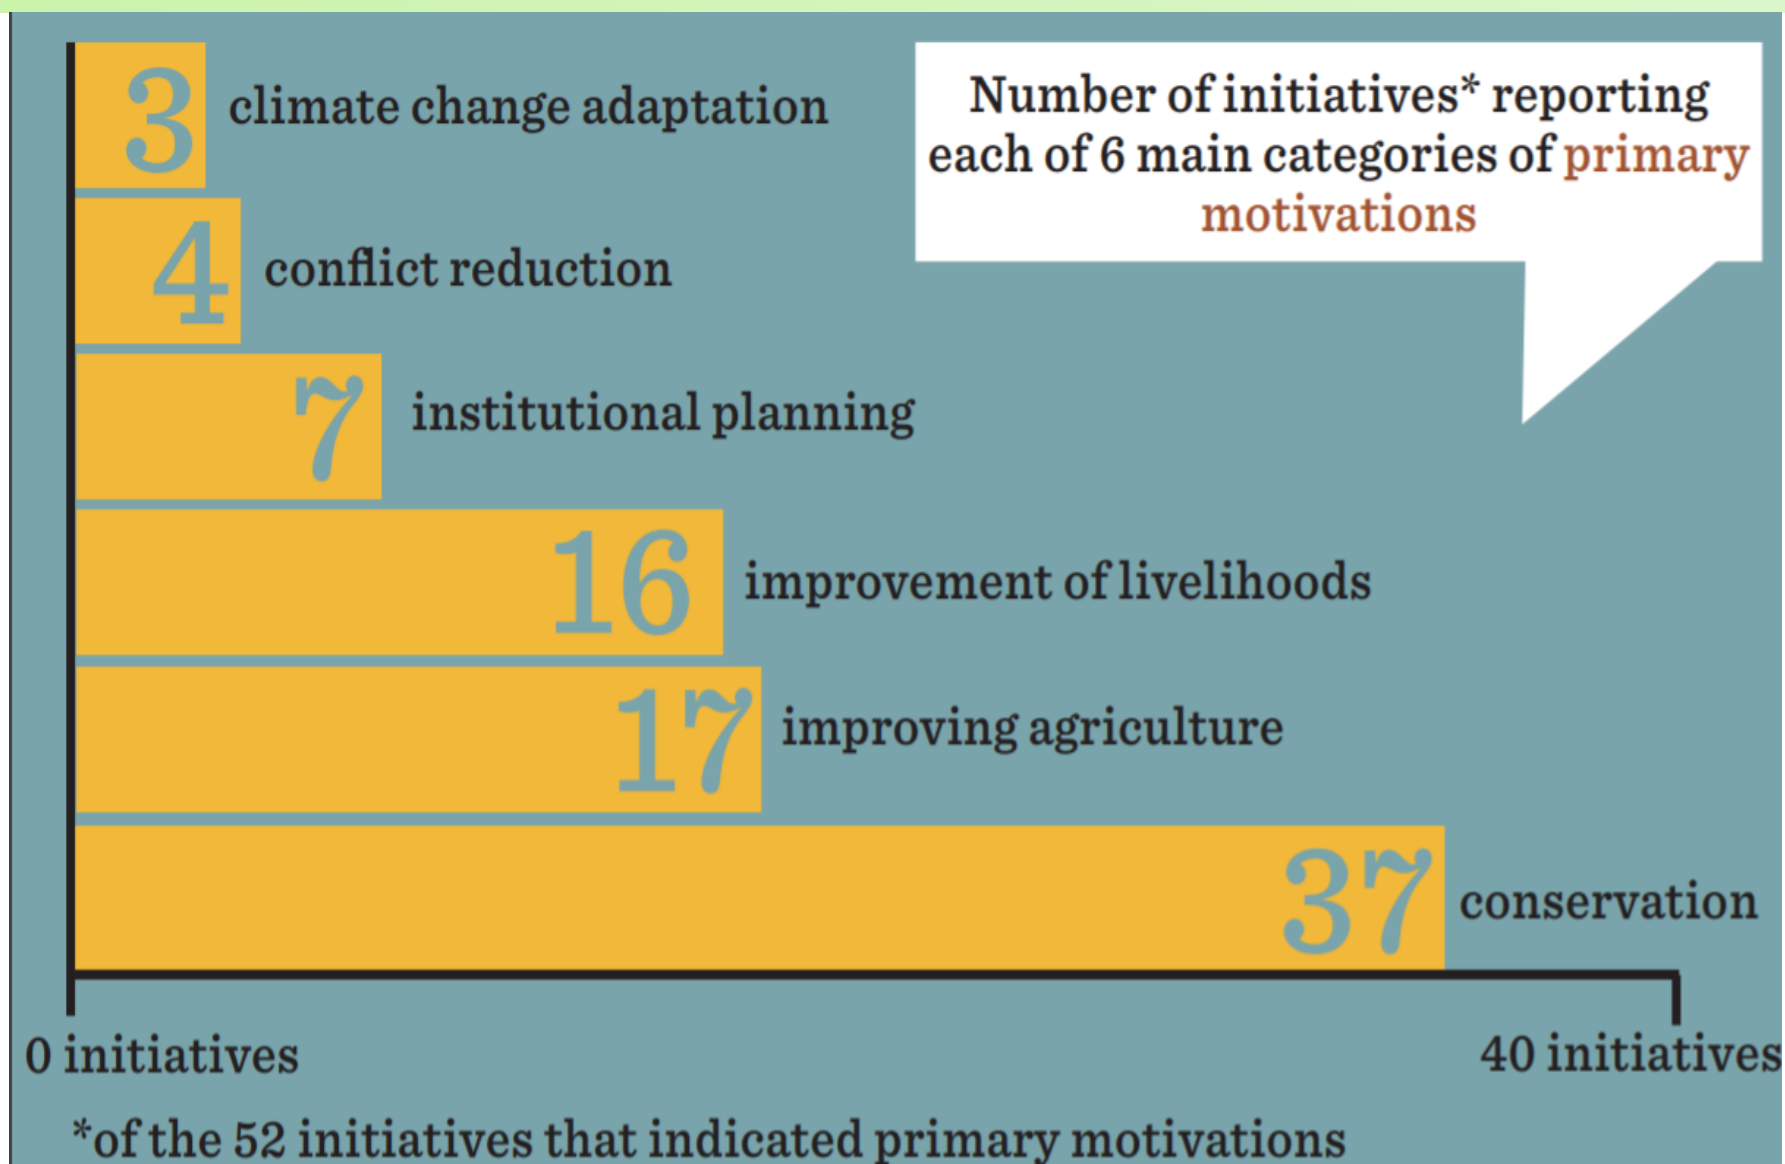 Number of initiatives* reporting
each of 6 main categories of primary
motivations
3 climate change adaptation
4 conflict reduction
7 institutional planning
16 improvement of livelihoods
17 improving agriculture
37 conservation
0 initiatives 40 initiatives
*of the 52 initiatives that indicated primary motivations